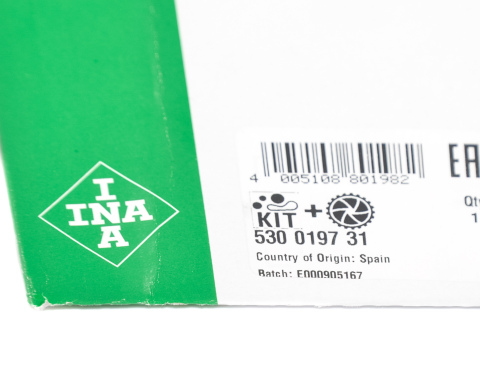 I
INA
A
EA
4 005108 801982
KIT +
Qt
1
530 0197 31
Country of Origin: Spain
Batch: E000905167